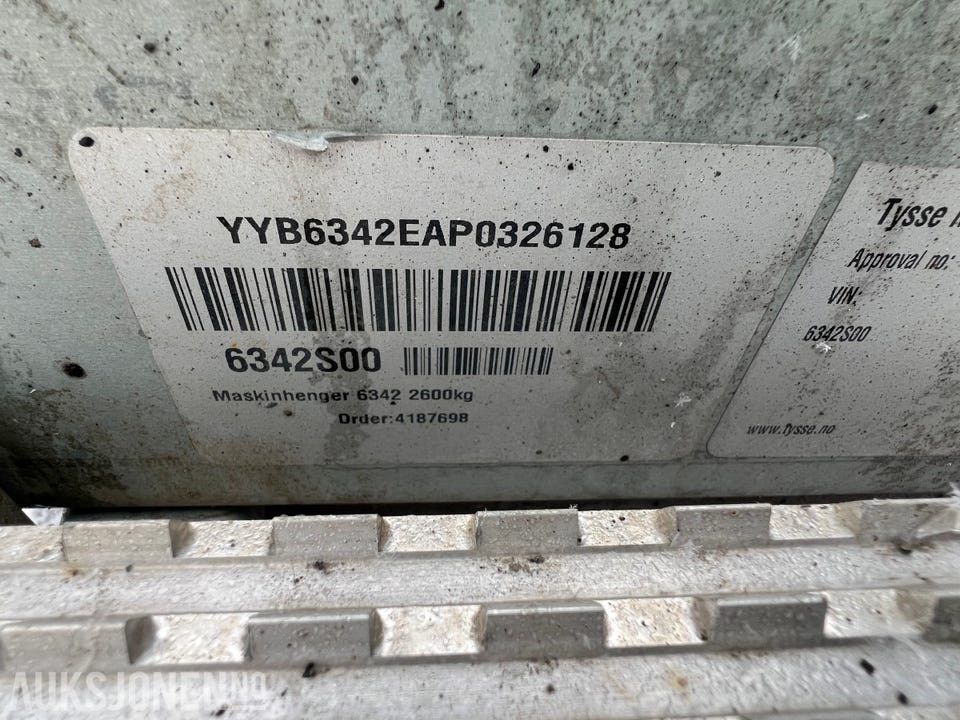 YYB6342EAP0326128
6342S00
Maskinhenger 6342 2600kg
Order:4187698
Tysse
Approval no:
VIN:
6342S00
www.tysse.no
AUKSJONEN.NO